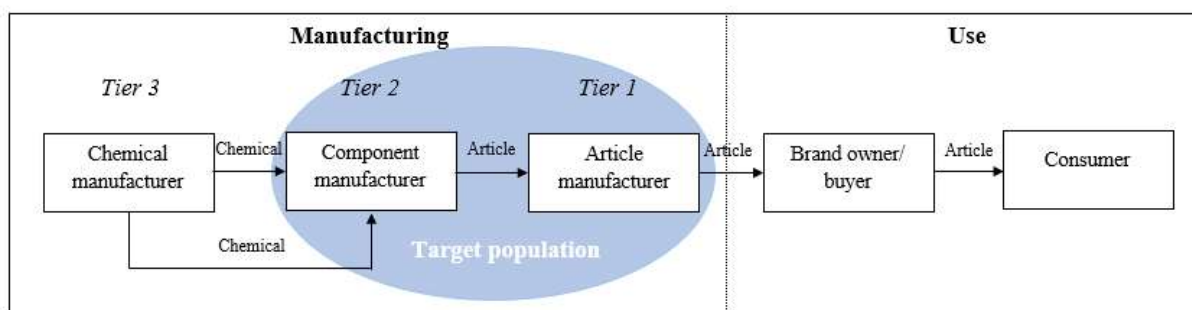 Manufacturing
Use
Tier 3
Tier 2
Tier 1
Chemical
manufacturer
Chemical
Component
manufacturer
Article
Article
manufacturer
Article
Brand owner/
buyer
Article
Consumer
Chemical
Target population